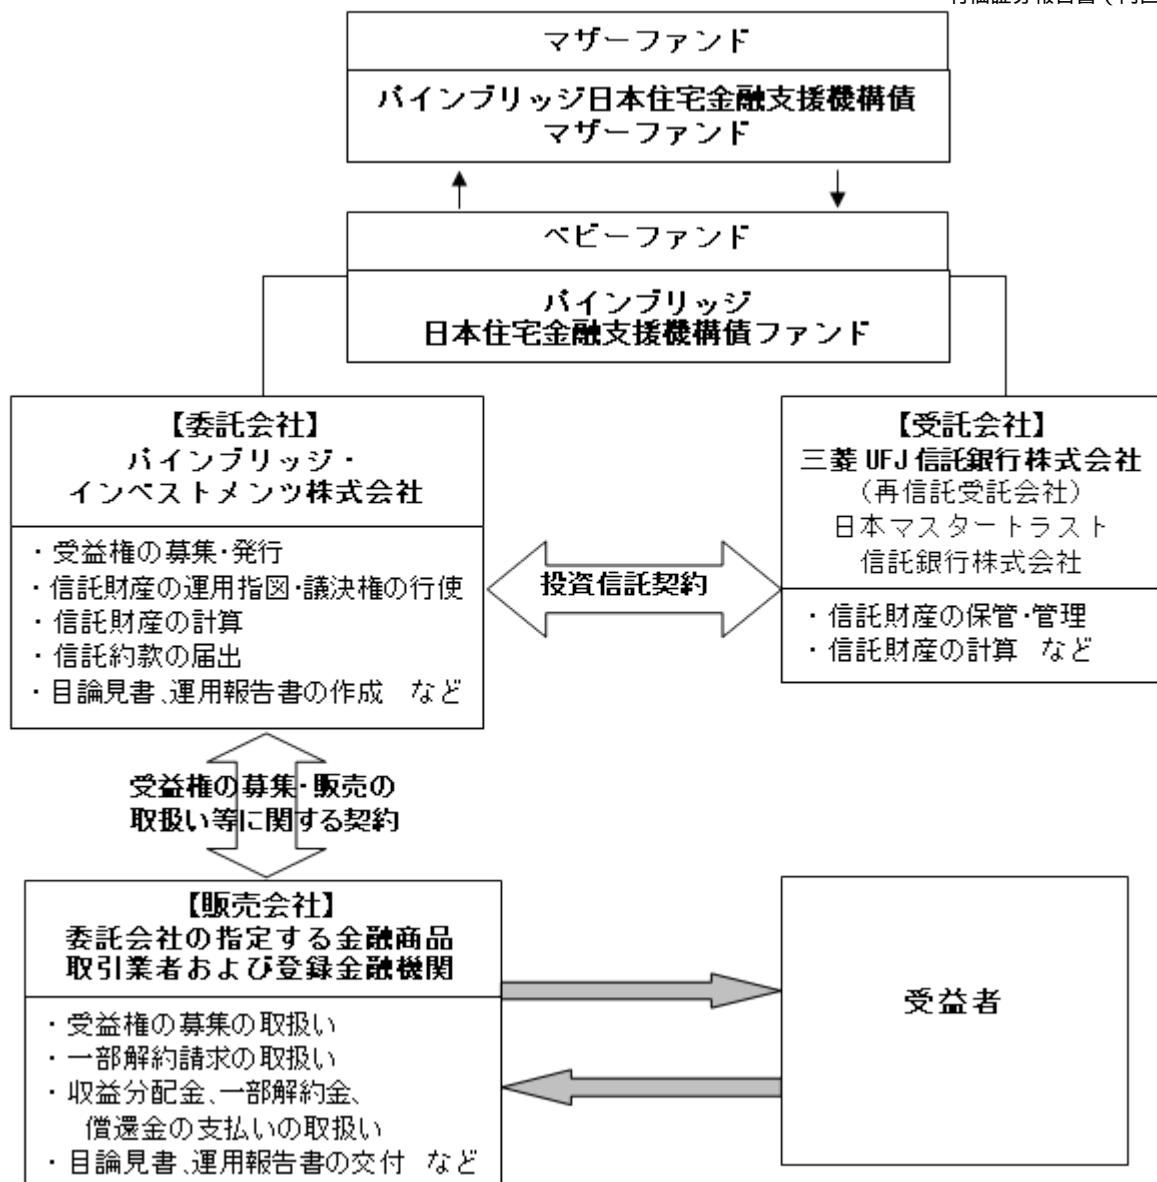 マザーファンド
パインブリッジ日本住宅金融支援機構債
マザーファンド
ベビーファンド
パインブリッジ
日本住宅金融支援機構債ファンド
【委託会社】
パインブリッジ・
インベストメンツ株式会社
・受益権の募集・発行
・信託財産の運用指図・議決権の行使
・信託財産の計算
・信託約款の届出
・目論見書、運用報告書の作成　など
投資信託契約
【受託会社】
三菱UFJ信託銀行株式会社
（再信託受託会社）
日本マスタートラスト
信託銀行株式会社
・信託財産の保管・管理
・信託財産の計算　など
受益権の募集・販売の
取扱い等に関する契約
【販売会社】
委託会社の指定する金融商品
取引業者および登録金融機関
・受益権の募集の取扱い
・一部解約請求の取扱い
・収益分配金、一部解約金、
償還金の支払いの取扱い
・目論見書、運用報告書の交付　など
受益者